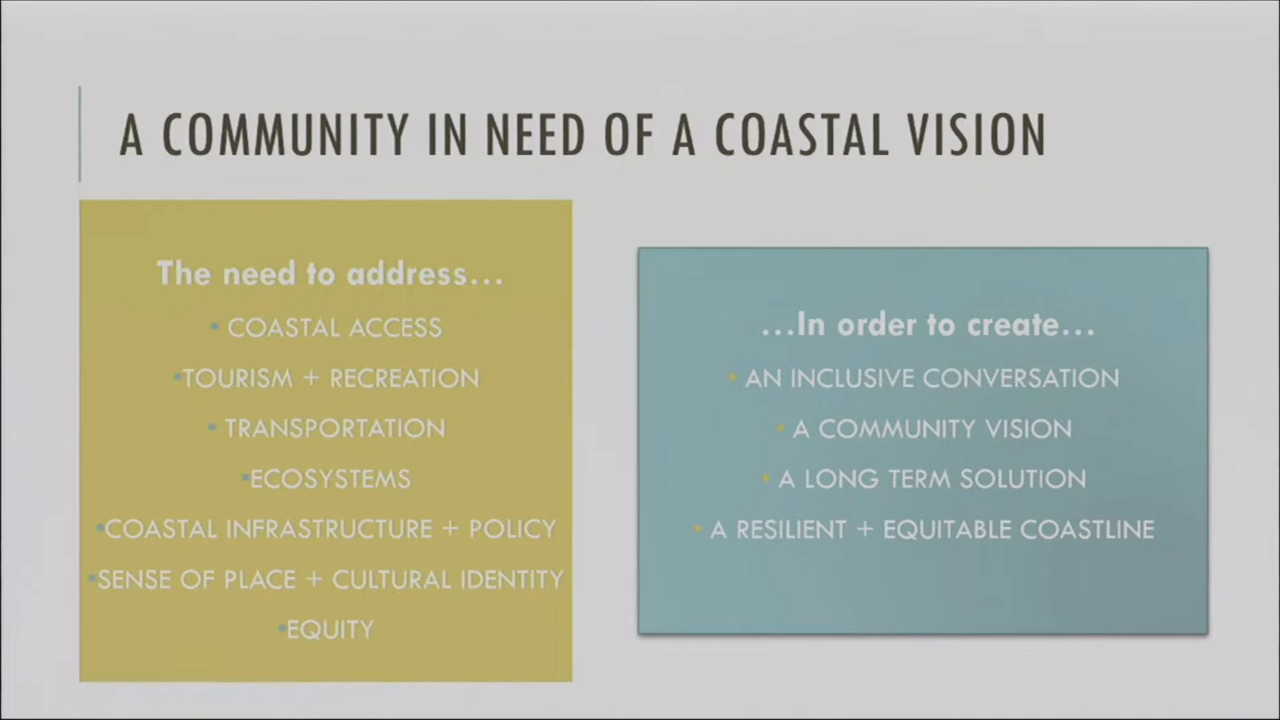 A COMMUNITY IN NEED OF A COASTAL VISION
The need to address...
• COASTAL ACCESS
•TOURISM + RECREATION
• TRANSPORTATION
•ECOSYSTEMS
•COASTAL INFRASTRUCTURE + POLICY
•SENSE OF PLACE + CULTURAL IDENTITY
•EQUITY
...In order to create...
• AN INCLUSIVE CONVERSATION
• A COMMUNITY VISION
• A LONG TERM SOLUTION
• A RESILIENT + EQUITABLE COASTLINE